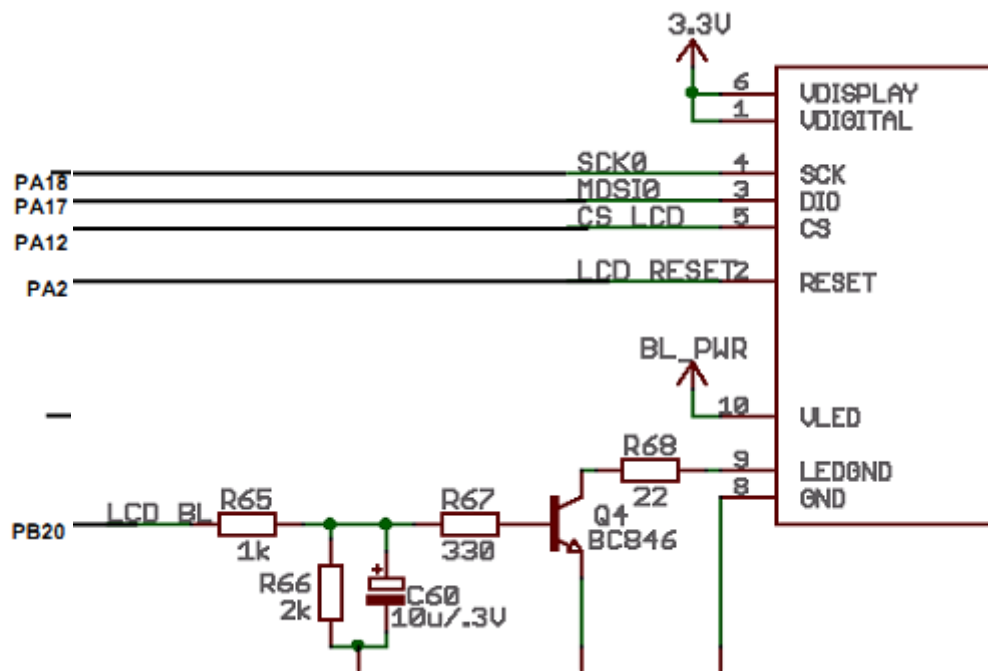 3.3V
6 VDISPLAY
1 VDIGITAL
PA18 SCK0 4 SCK
PA17 MOSI0 3 DIO
PA12 CS_LCD 5 CS
PA2 LCD_RESET 2 RESET
BL_PWR
10 VLED
R68
9 LEDGND
22
8 GND
PB20 LCD_BL
R65
1k
R67
330
Q4
BC846
R66
2k
+
C60
10u/.3V